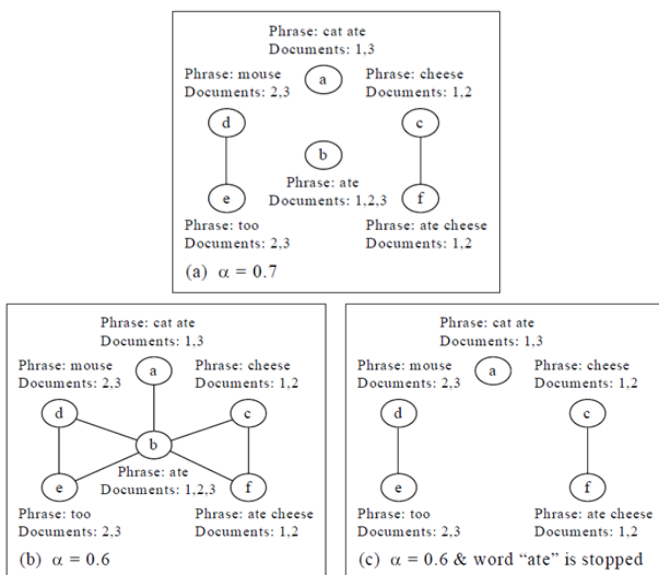 Phrase: cat ate
Documents: 1,3
Phrase: mouse
Documents: 2,3
a
Phrase: cheese
Documents: 1,2
d
c
b
Phrase: ate
Documents: 1,2,3
e
f
Phrase: too
Documents: 2,3
Phrase: ate cheese
Documents: 1,2
(a) α = 0.7
Phrase: cat ate
Documents: 1,3
Phrase: mouse
Documents: 2,3
a
Phrase: cheese
Documents: 1,2
d
c
b
Phrase: ate
Documents: 1,2,3
e
f
Phrase: too
Documents: 2,3
Phrase: ate cheese
Documents: 1,2
(b) α = 0.6
Phrase: cat ate
Documents: 1,3
Phrase: mouse
Documents: 2,3
a
Phrase: cheese
Documents: 1,2
d
c
e
f
Phrase: too
Documents: 2,3
Phrase: ate cheese
Documents: 1,2
(c) α = 0.6 & word “ate” is stopped